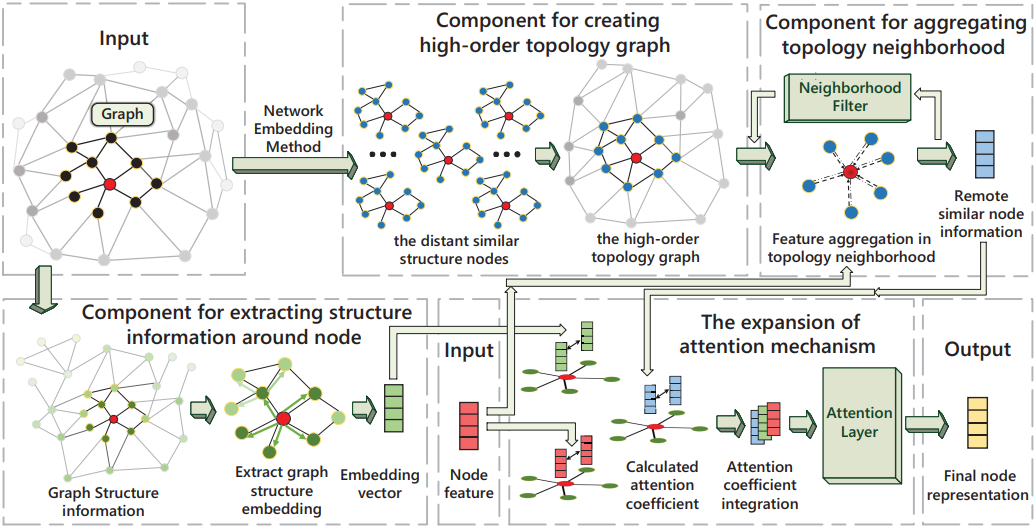 Input
Graph
Network
Embedding
Method
Component for creating
high-order topology graph
the distant similar
structure nodes
the high-order
topology graph
Component for aggregating
topology neighborhood
Neighborhood
Filter
Feature aggregation in
topology neighborhood
Remote
similar node
information
Component for extracting structure
information around node
Graph Structure
information
Extract graph
structure
embedding
Embedding
vector
Input
Node
feature
The expansion of
attention mechanism
Calculated
attention
coefficient
Attention
coefficient
integration
Attention
Layer
Output
Final node
representation